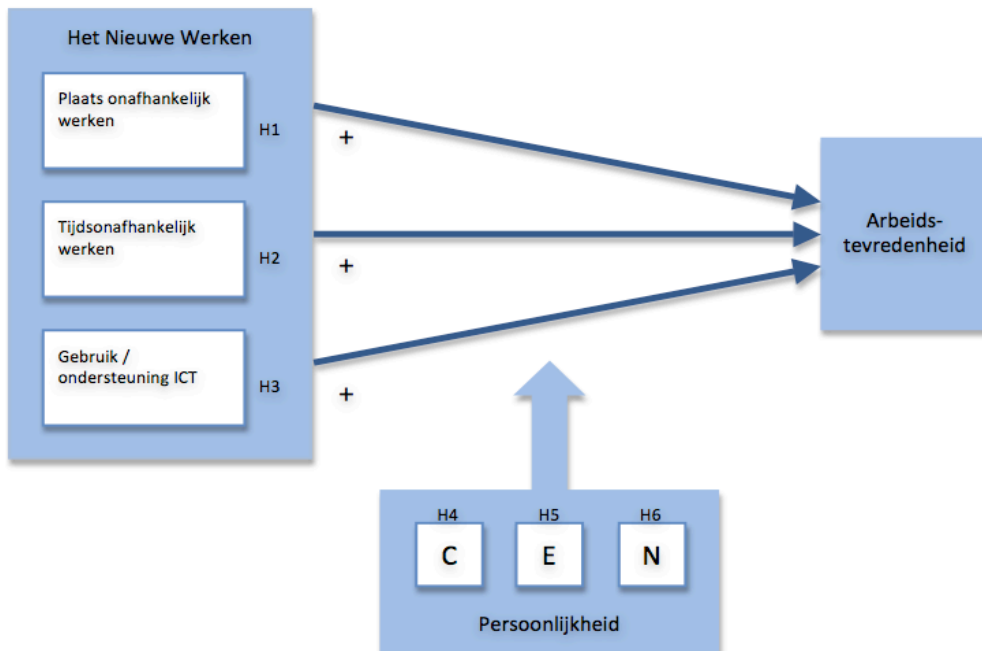 Het Nieuwe Werken
Plaats onafhankelijk
werken
H1
+
Tijdsonafhankelijk
werken
H2
+
Gebruik /
ondersteuning ICT
H3
+
Arbeids-
tevredenheid
H4 H5 H6
C E N
Persoonlijkheid